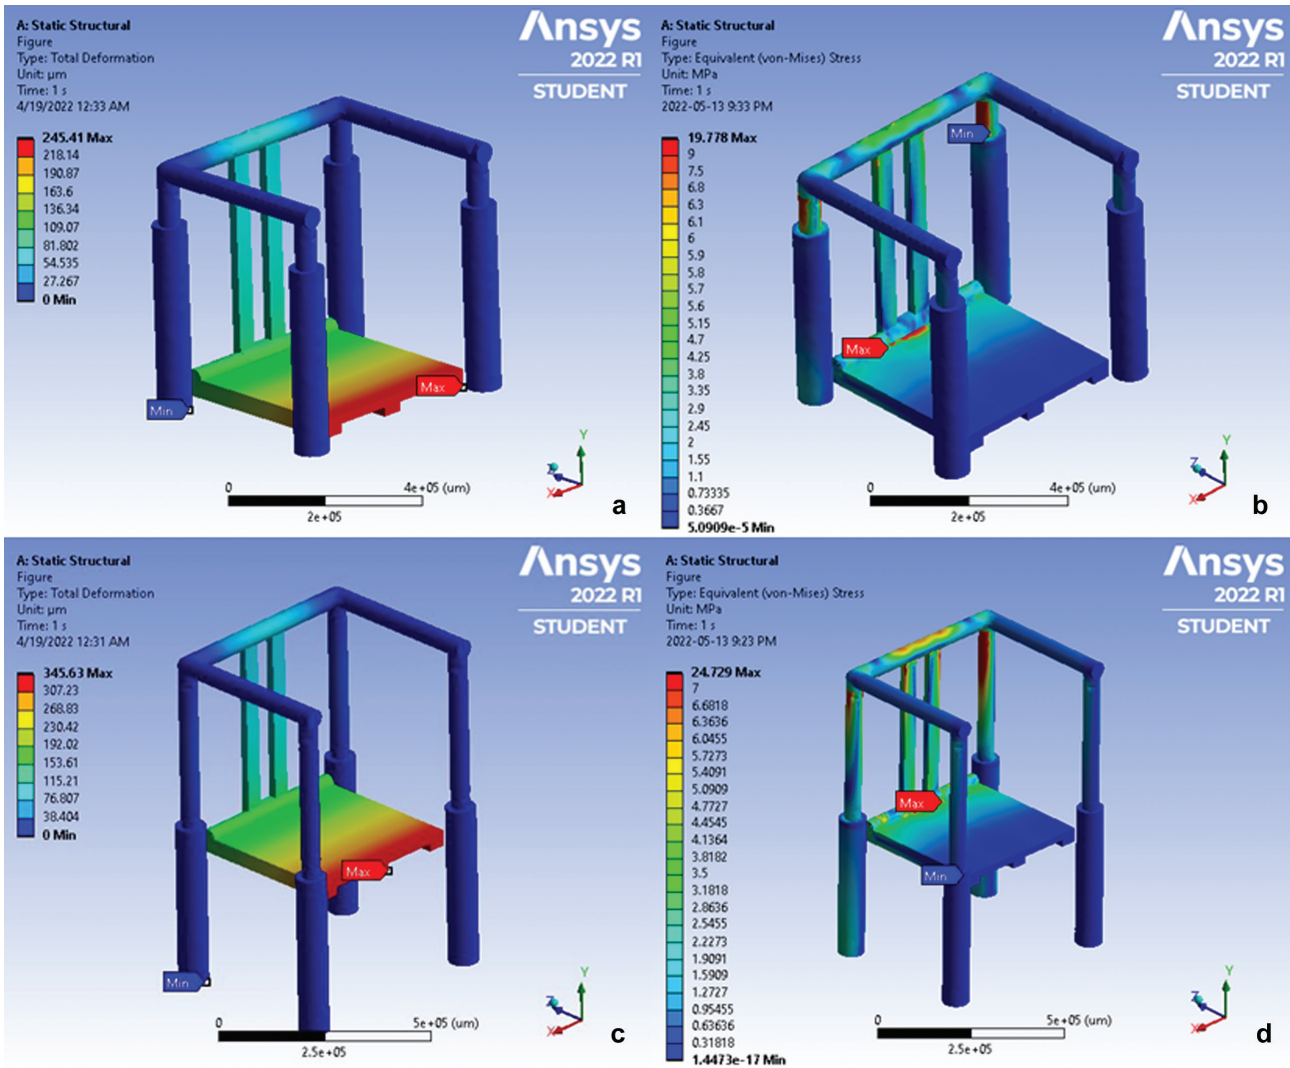 A: Static Structural
Figure
Type: Total Deformation
Unit: µm
Time: 1 s
4/19/2022 12:33 AM
Ansys
2022 R1
STUDENT
245.41 Max
218.14
190.87
163.6
136.34
109.07
81.802
54.535
27.267
0 Min
Max
Min
Y
Z
X
0
4e+05 (um)
2e+05
a
A: Static Structural
Figure
Type: Equivalent (von-Mises) Stress
Unit: MPa
Time: 1 s
2022-05-13 9:33 PM
Ansys
2022 R1
STUDENT
19.778 Max
9
7.5
6.8
6.3
6.1
6
5.9
5.8
5.7
5.6
5.15
4.7
4.25
3.8
3.35
2.9
2.45
2
1.55
1.1
0.73335
0.3667
5.0909e-5 Min
Min
Max
Y
Z
X
0
4e+05 (um)
2e+05
b
A: Static Structural
Figure
Type: Total Deformation
Unit: µm
Time: 1 s
4/19/2022 12:31 AM
Ansys
2022 R1
STUDENT
345.63 Max
307.23
268.83
230.42
192.02
153.61
115.21
76.807
38.404
0 Min
Max
Min
Y
Z
X
0
5e+05 (um)
2.5e+05
c
A: Static Structural
Figure
Type: Equivalent (von-Mises) Stress
Unit: MPa
Time: 1 s
2022-05-13 9:23 PM
Ansys
2022 R1
STUDENT
24.729 Max
7
6.6818
6.3636
6.0455
5.7273
5.4091
5.0909
4.7727
4.4545
4.1364
3.8182
3.5
3.1818
2.8636
2.5455
2.2273
1.9091
1.5909
1.2727
0.95455
0.63636
0.31818
1.4473e-17 Min
Max
Min
Y
Z
X
0
5e+05 (um)
2.5e+05
d